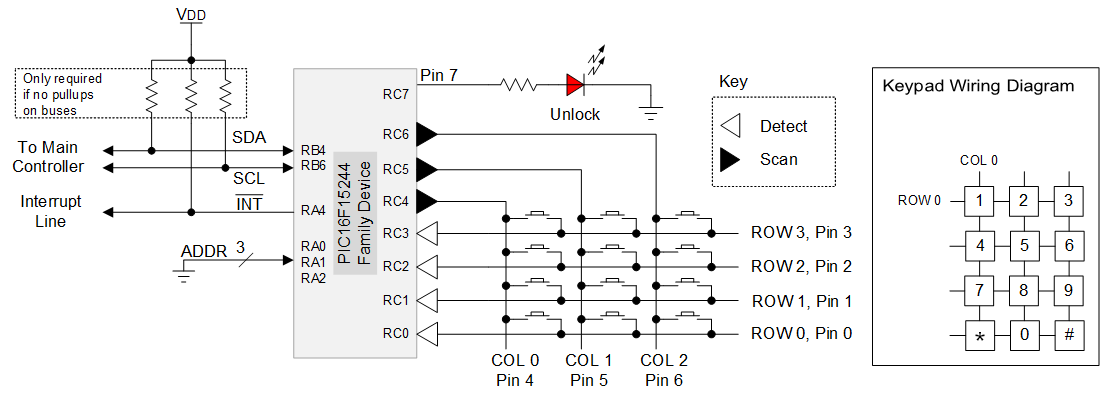 VDD
Only required
if no pullups
on buses
To Main
Controller
SDA
SCL
Interrupt
Line
INT
ADDR 3
RB4
RB6
RA4
RA0
RA1
RA2
PIC16F15244
Family Device
RC7
RC6
RC5
RC4
RC3
RC2
RC1
RC0
Pin 7
Unlock
Key
Detect
Scan
ROW 3, Pin 3
ROW 2, Pin 2
ROW 1, Pin 1
ROW 0, Pin 0
COL 0
Pin 4
COL 1
Pin 5
COL 2
Pin 6
Keypad Wiring Diagram
COL 0
ROW 0
1 2 3
4 5 6
7 8 9
* 0 #